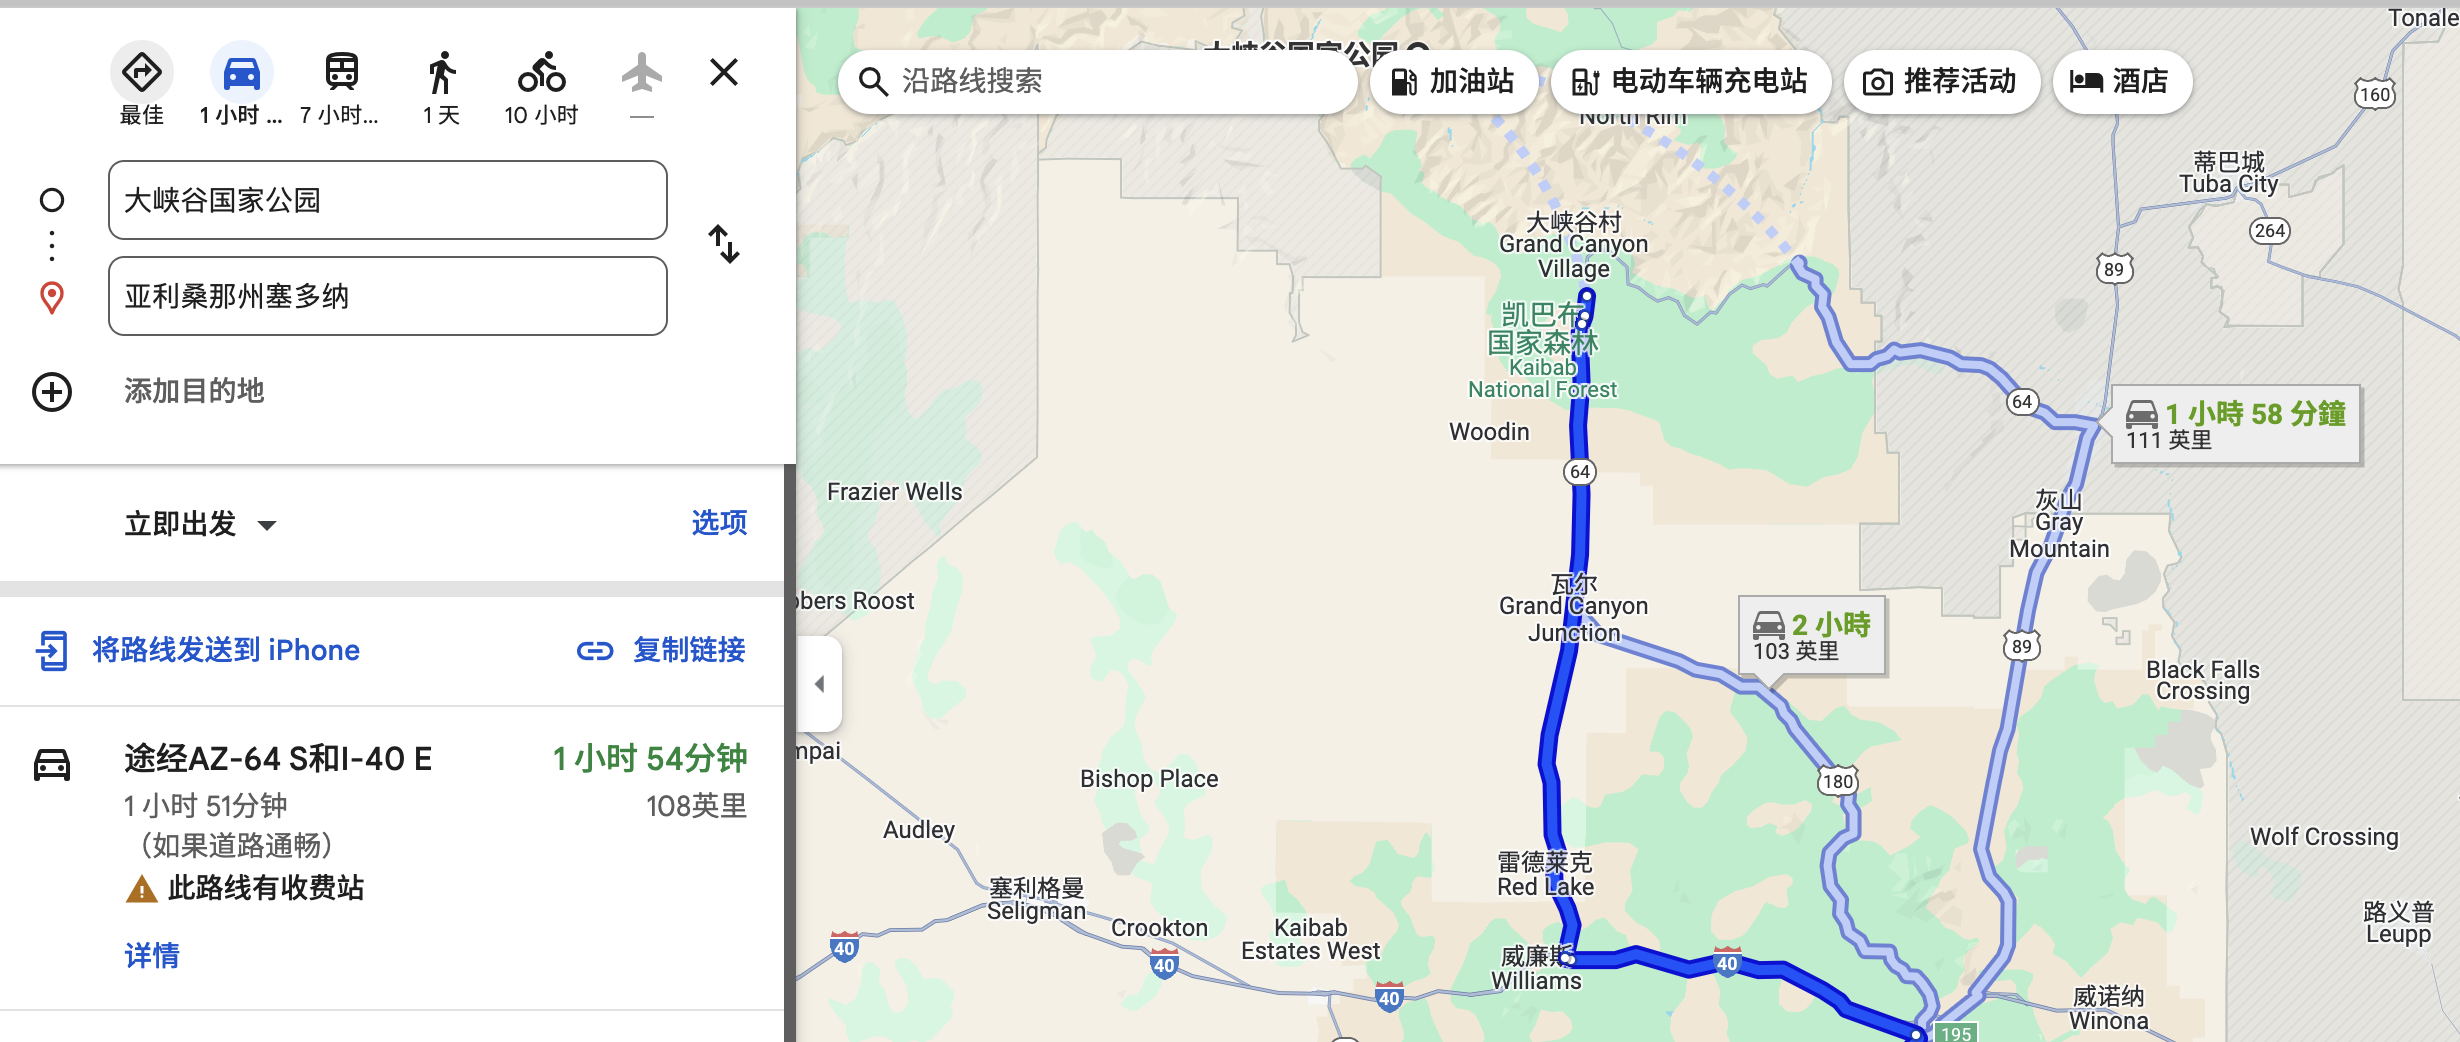 最佳
1 小时 ...
7 小时...
1 天
10 小时
—
大峡谷国家公园
亚利桑那州塞多纳
添加目的地
立即出发
选项
将路线发送到 iPhone
复制链接
途经AZ-64 S和I-40 E
1 小时 54分钟
1 小时 51分钟
108英里
（如果道路通畅）
此路线有收费站
详情
大峡谷国家公园
沿路线搜索
加油站
电动车辆充电站
推荐活动
酒店
North Rim
Tonale
160
蒂巴城
Tuba City
264
89
大峡谷村
Grand Canyon
Village
凯巴布
国家森林
Kaibab
National Forest
64
1 小時 58 分鐘
111 英里
Woodin
64
Frazier Wells
灰山
Gray
Mountain
瓦尔
Grand Canyon
Junction
2 小時
103 英里
bbers Roost
89
Black Falls
Crossing
mpai
Bishop Place
180
Audley
Wolf Crossing
雷德莱克
Red Lake
塞利格曼
Seligman
Crookton
Kaibab
Estates West
路义普
Leupp
40
40
40
40
威廉斯
Williams
威诺纳
Winona
195